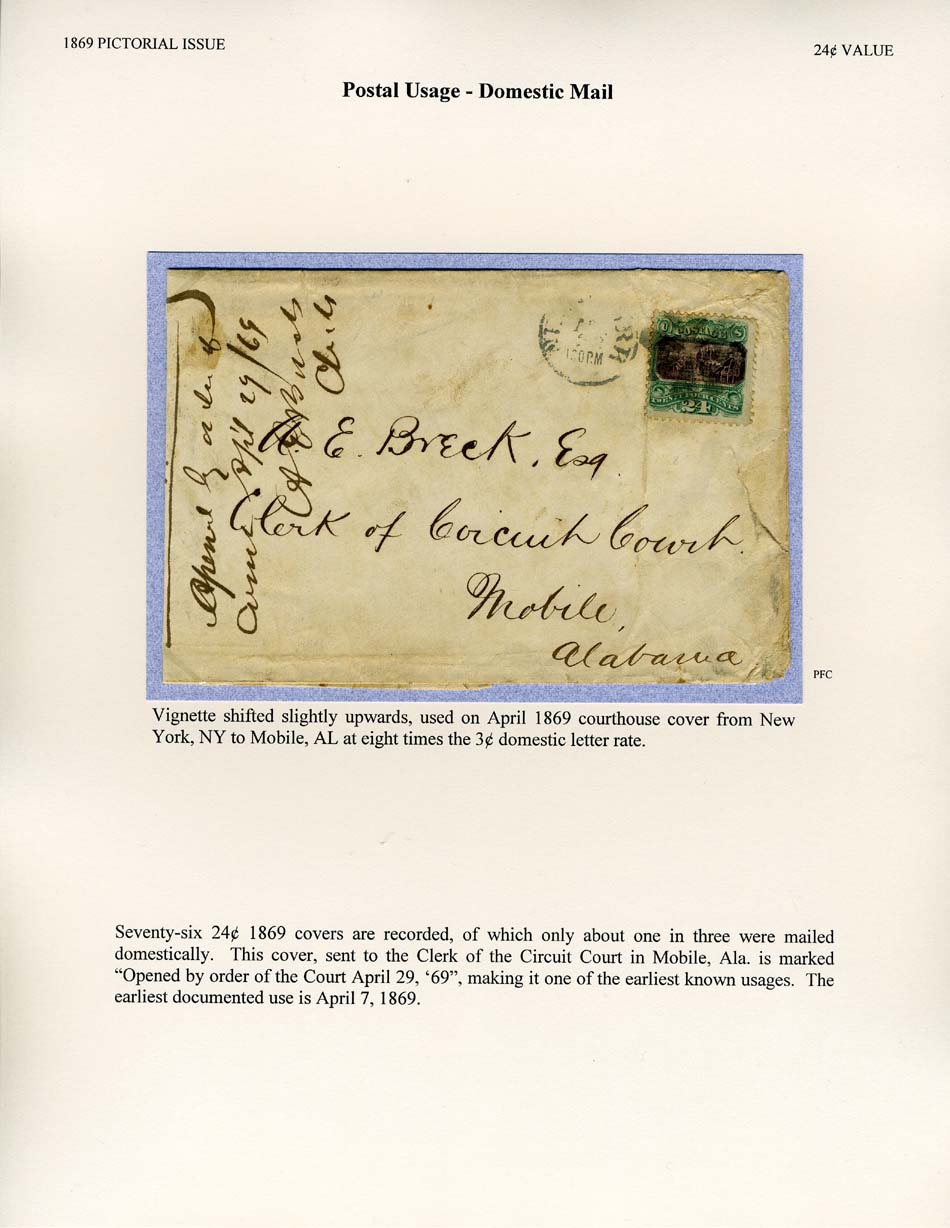 1869 PICTORIAL ISSUE
24¢ VALUE
Postal Usage - Domestic Mail
Opened by order &
April 29/69
A. E. Breck
Clerk
1 30 P.M
U S
POSTAGE
TWENTY FOUR CENTS
24
A. E. Breck, Esq.
Clerk of Circuit Court.
Mobile,
Alabama
PFC
Vignette shifted slightly upwards, used on April 1869 courthouse cover from New
York, NY to Mobile, AL at eight times the 3¢ domestic letter rate.
Seventy-six 24¢ 1869 covers are recorded, of which only about one in three were mailed
domestically. This cover, sent to the Clerk of the Circuit Court in Mobile, Ala. is marked
“Opened by order of the Court April 29, ‘69”, making it one of the earliest known usages. The
earliest documented use is April 7, 1869.